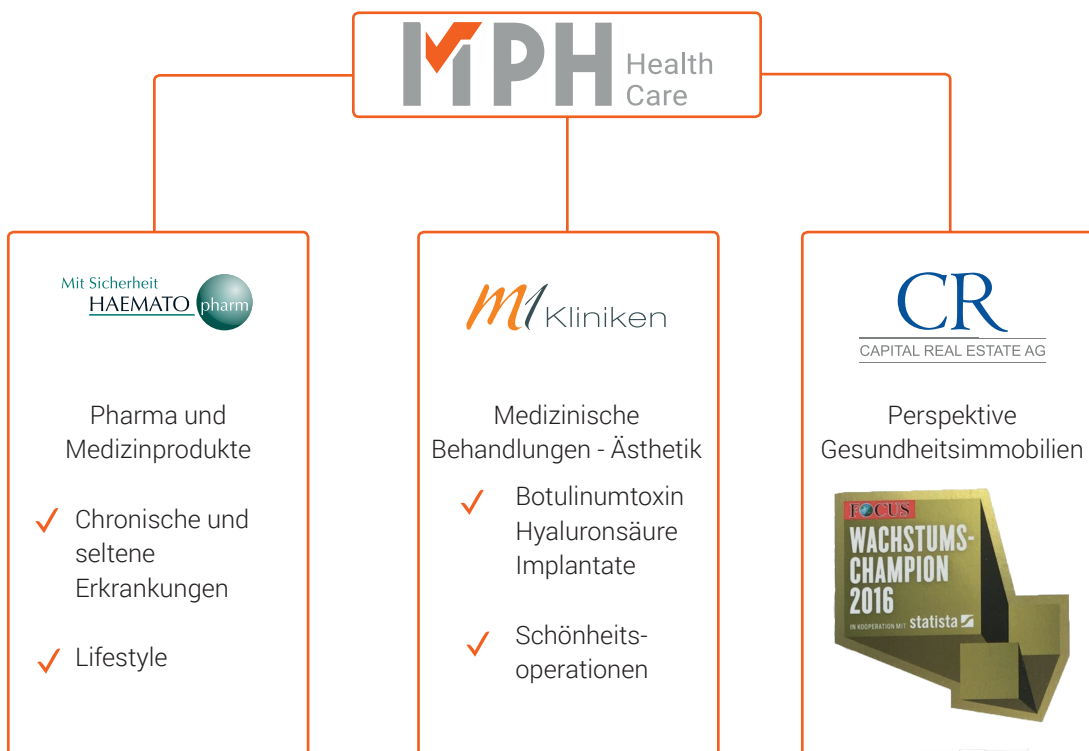 MPH Health
Care
Mit Sicherheit
HAEMATO pharm
Pharma und
Medizinprodukte
Chronische und
seltene
Erkrankungen
Lifestyle
m1 Kliniken
Medizinische
Behandlungen - Ästhetik
Botulinumtoxin
Hyaluronsäure
Implantate
Schönheits-
operationen
CR
CAPITAL REAL ESTATE AG
Perspektive
Gesundheitsimmobilien
FOCUS
WACHSTUMS-
CHAMPION
2016
IN KOOPERATION MIT statista